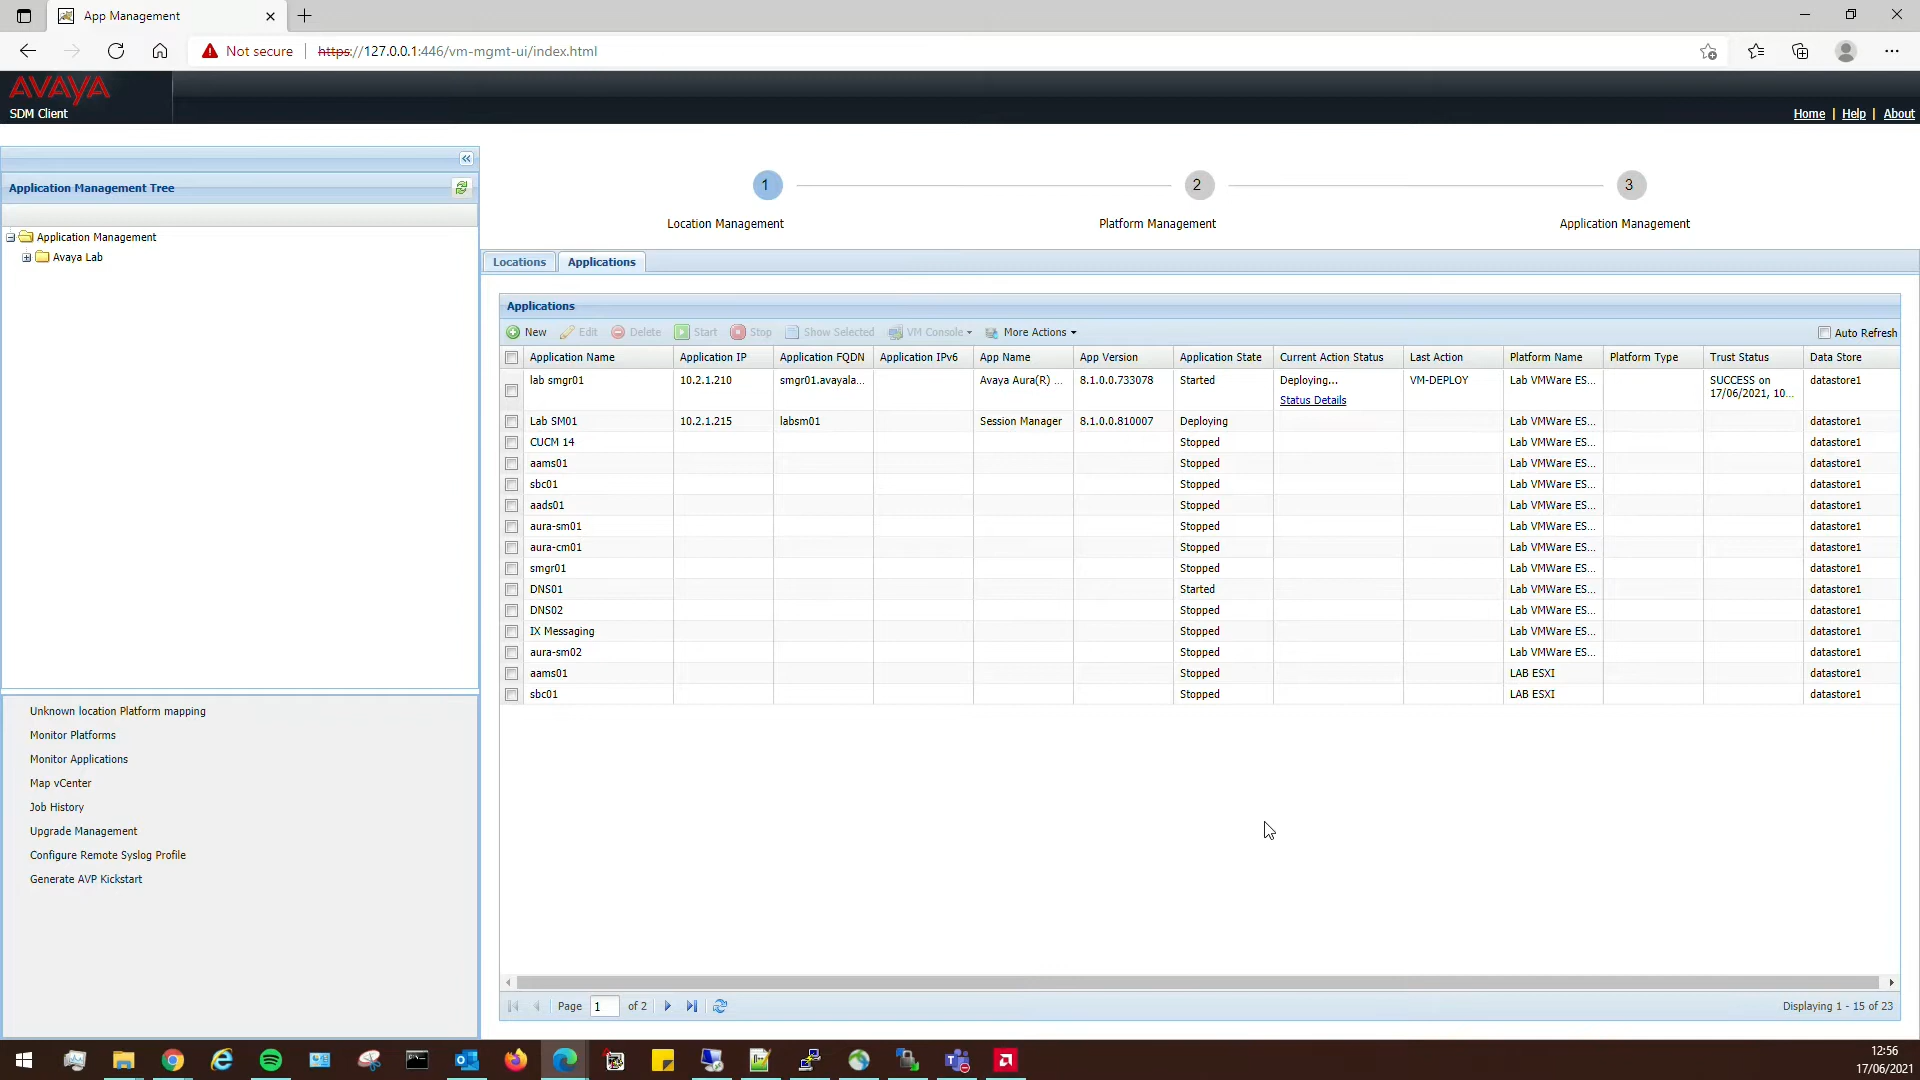 App Management
Not secure
https://127.0.0.1:446/vm-mgmt-ui/index.html
AVAYA
SDM Client
Home | Help | About
Application Management Tree
Application Management
Avaya Lab
Unknown location Platform mapping
Monitor Platforms
Monitor Applications
Map vCenter
Job History
Upgrade Management
Configure Remote Syslog Profile
Generate AVP Kickstart
1 2 3
Location Management Platform Management Application Management
Locations Applications
Applications
New Edit Delete Start Stop Show Selected VM Console More Actions Auto Refresh
Application Name Application IP Application FQDN Application IPv6 App Name App Version Application State Current Action Status Last Action Platform Name Platform Type Trust Status Data Store
lab smgr01 10.2.1.210 smgr01.avayala... Avaya Aura(R) ... 8.1.0.0.733078 Started Deploying... VM-DEPLOY Lab VMWare ES... SUCCESS on datastore1
17/06/2021, 10...
Status Details
Lab SM01 10.2.1.215 labsm01 Session Manager 8.1.0.0.810007 Deploying Lab VMWare ES... datastore1
CUCM 14 Stopped Lab VMWare ES... datastore1
aams01 Stopped Lab VMWare ES... datastore1
sbc01 Stopped Lab VMWare ES... datastore1
aads01 Stopped Lab VMWare ES... datastore1
aura-sm01 Stopped Lab VMWare ES... datastore1
aura-cm01 Stopped Lab VMWare ES... datastore1
smgr01 Stopped Lab VMWare ES... datastore1
DNS01 Started Lab VMWare ES... datastore1
DNS02 Stopped Lab VMWare ES... datastore1
IX Messaging Stopped Lab VMWare ES... datastore1
aura-sm02 Stopped Lab VMWare ES... datastore1
aams01 Stopped LAB ESXI datastore1
sbc01 Stopped LAB ESXI datastore1
Page 1 of 2 Displaying 1 - 15 of 23
12:56
17/06/2021